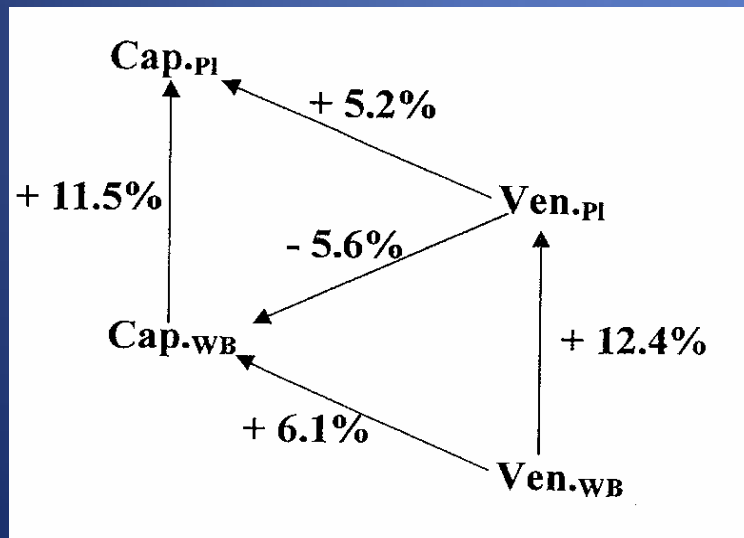 Cap.Pl
+ 5.2%
+ 11.5%
Ven.Pl
- 5.6%
Cap.WB
+ 12.4%
+ 6.1%
Ven.WB